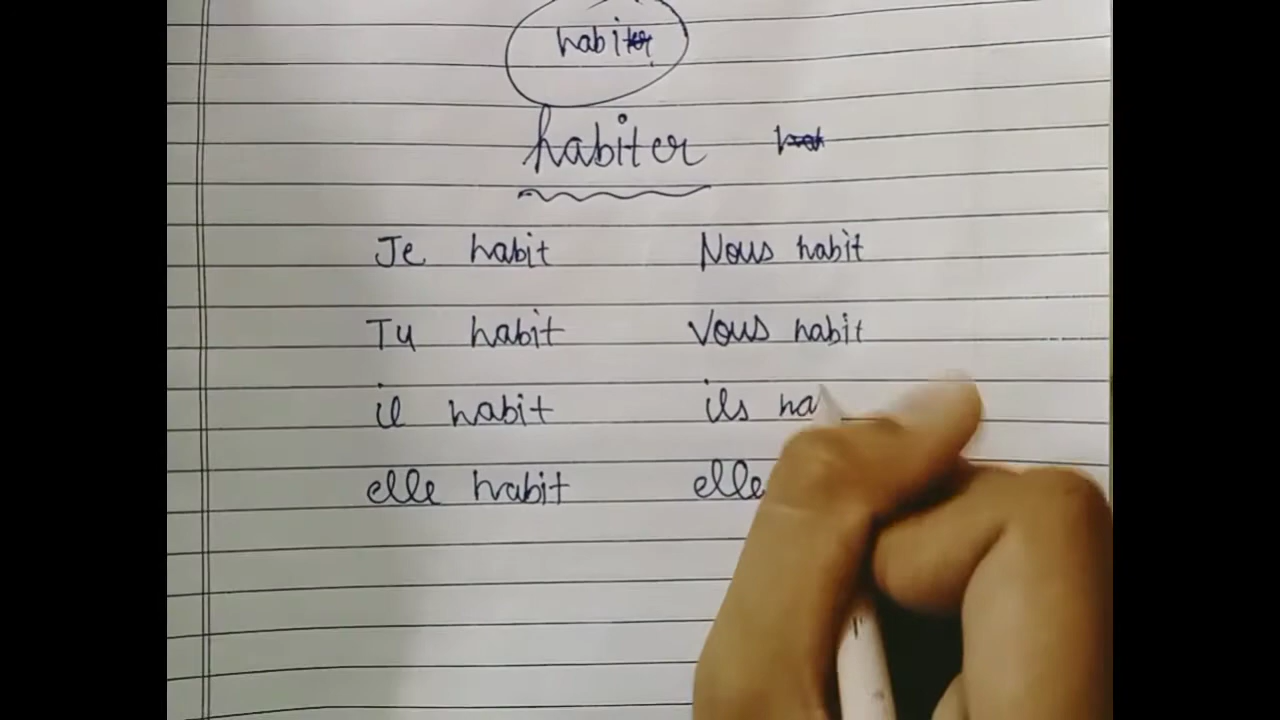 habiter
habiter
Je habit Nous habit
Tu habit Vous habit
il habit ils ha
elle habit elle